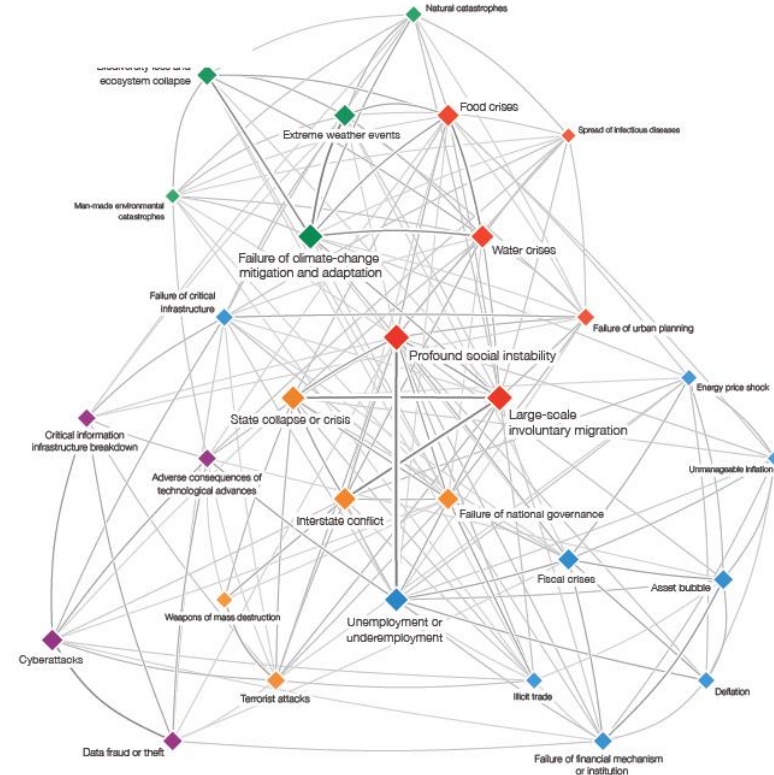 Natural catastrophes
Biodiversity loss and
ecosystem collapse
Food crises
Extreme weather events
Spread of infectious diseases
Man-made environmental
catastrophes
Water crises
Failure of climate-change
mitigation and adaptation
Failure of critical
infrastructure
Failure of urban planning
Profound social instability
Energy price shock
State collapse or crisis
Large-scale
involuntary migration
Critical information
infrastructure breakdown
Unmanageable inflation
Adverse consequences of
technological advances
Interstate conflict
Failure of national governance
Fiscal crises
Asset bubble
Weapons of mass destruction
Unemployment or
underemployment
Cyberattacks
Terrorist attacks
Illicit trade
Deflation
Data fraud or theft
Failure of financial mechanism
or institution